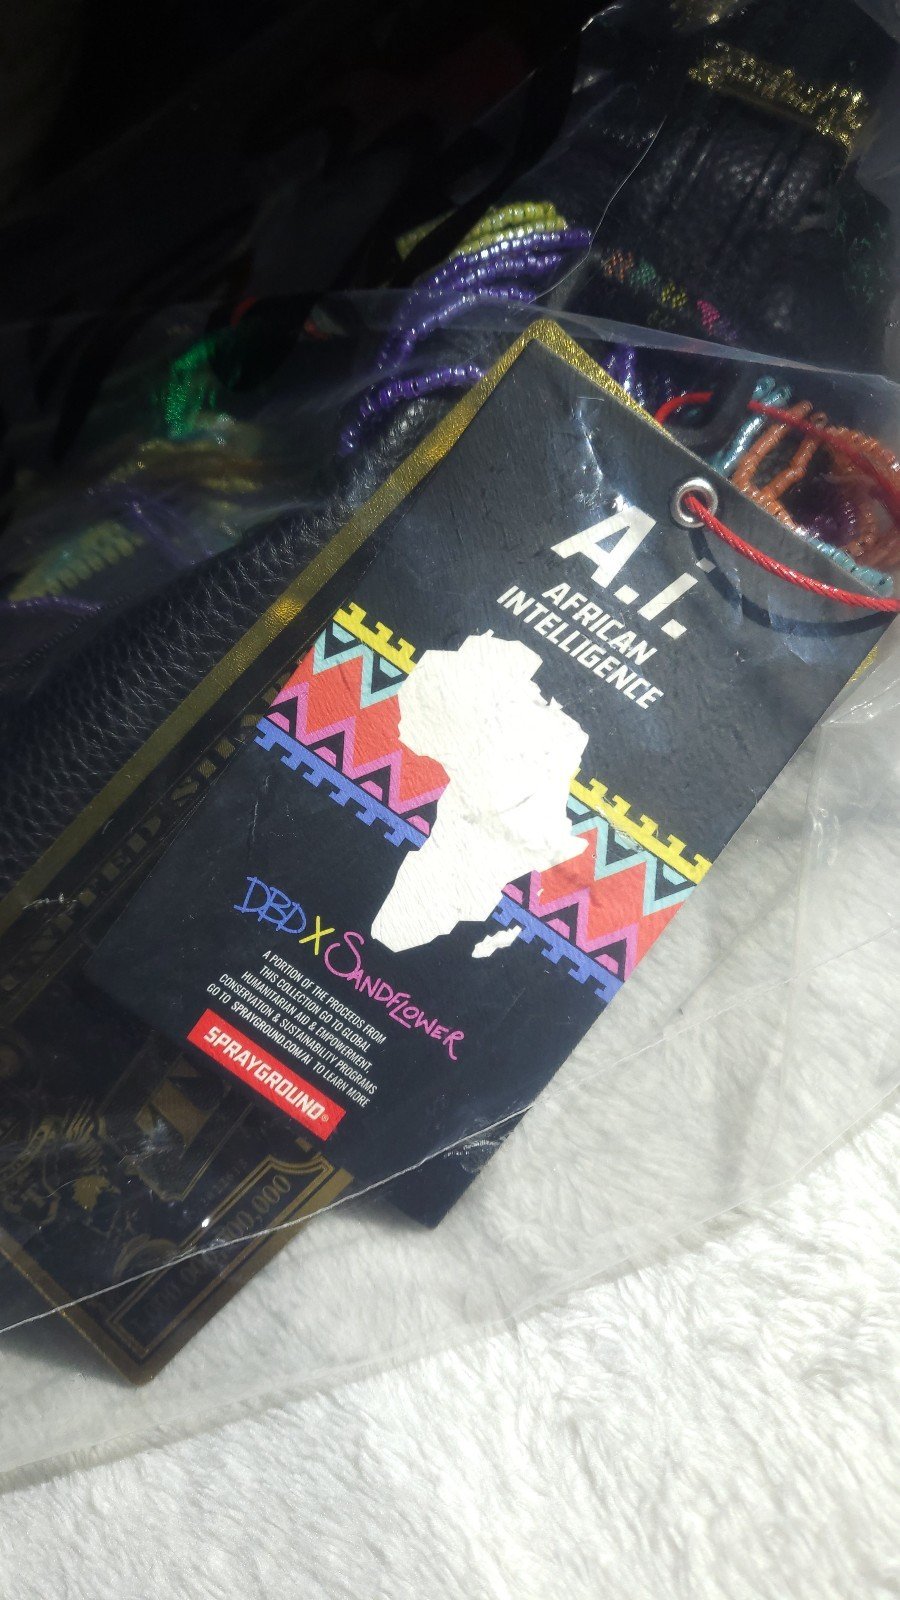 A.i.
AFRICAN
INTELLIGENCE
DBD X SANDFLOWER
A PORTION OF THE PROCEEDS FROM
THIS COLLECTION GO TO GLOBAL
HUMANITARIAN AID & EMPOWERMENT,
CONSERVATION & SUSTAINABILITY PROGRAMS
GO TO SPRAYGROUND.COM/AI TO LEARN MORE
SPRAYGROUND®